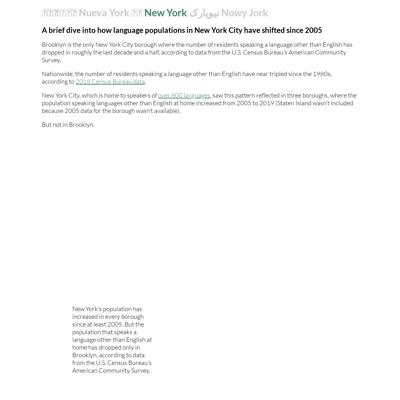 Nueva York New York نیویارک Nowy Jork
A brief dive into how language populations in New York City have shifted since 2005
Brooklyn is the only New York City borough where the number of residents speaking a language other than English has
dropped in roughly the last decade and a half, according to data from the U.S. Census Bureau's American Community
Survey.
Nationwide, the number of residents speaking a language other than English have near tripled since the 1980s,
according to 2018 Census Bureau data.
New York City, which is home to speakers of over 600 languages, saw this pattern reflected in three boroughs, where the
population speaking languages other than English at home increased from 2005 to 2019 (Staten Island wasn't included
because 2005 data for the borough wasn't available).
But not in Brooklyn.
New York's population has
increased in every borough
since at least 2005. But the
population that speaks a
language other than English at
home has dropped only in
Brooklyn, according to data
from the U.S. Census Bureau's
American Community Survey.